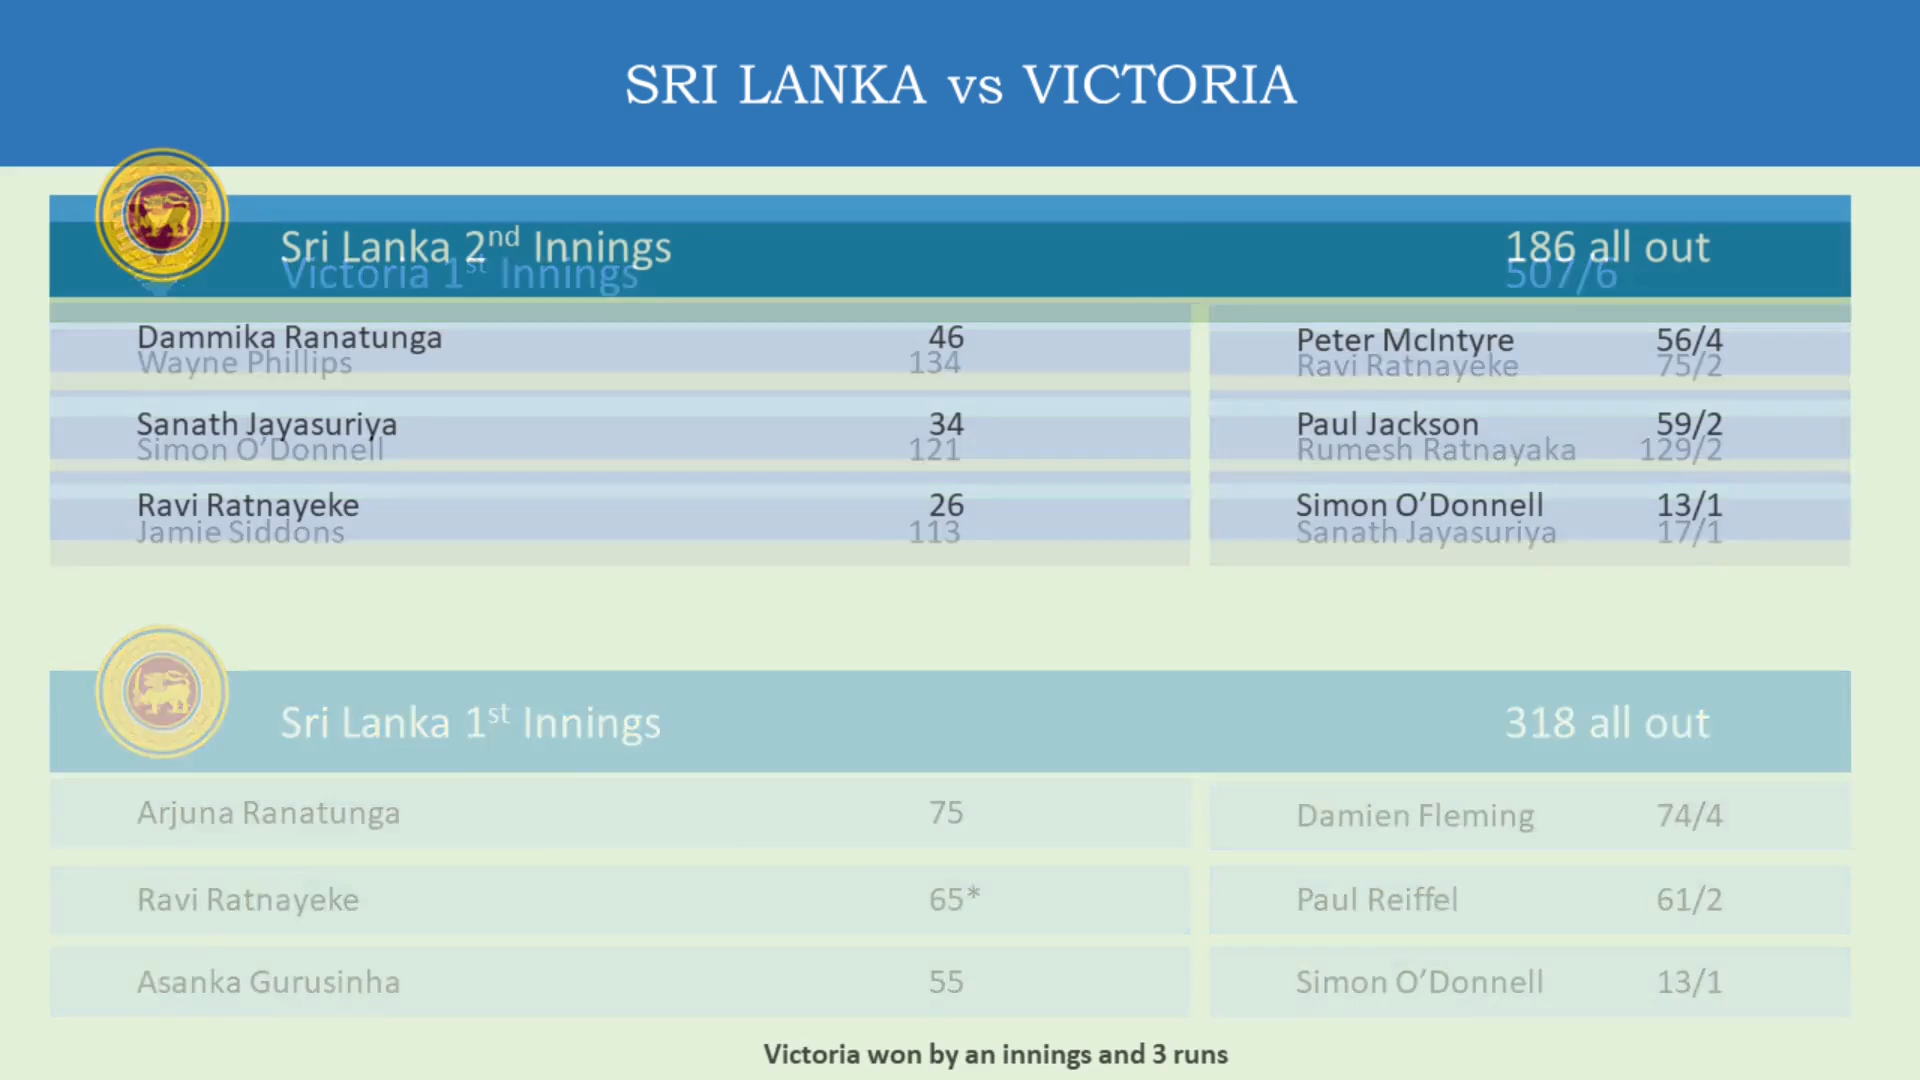 SRI LANKA vs VICTORIA
Sri Lanka 2nd Innings 186 all out
Victoria 1st Innings 507/6
Dammika Ranatunga 46 Peter McIntyre 56/4
Wayne Phillips 134 Ravi Ratnayeke 75/2
Sanath Jayasuriya 34 Paul Jackson 59/2
Simon O’Donnell 121 Rumesh Ratnayaka 129/2
Ravi Ratnayeke 26 Simon O’Donnell 13/1
Jamie Siddons 113 Sanath Jayasuriya 17/1
Sri Lanka 1st Innings 318 all out
Arjuna Ranatunga 75 Damien Fleming 74/4
Ravi Ratnayeke 65* Paul Reiffel 61/2
Asanka Gurusinha 55 Simon O’Donnell 13/1
Victoria won by an innings and 3 runs